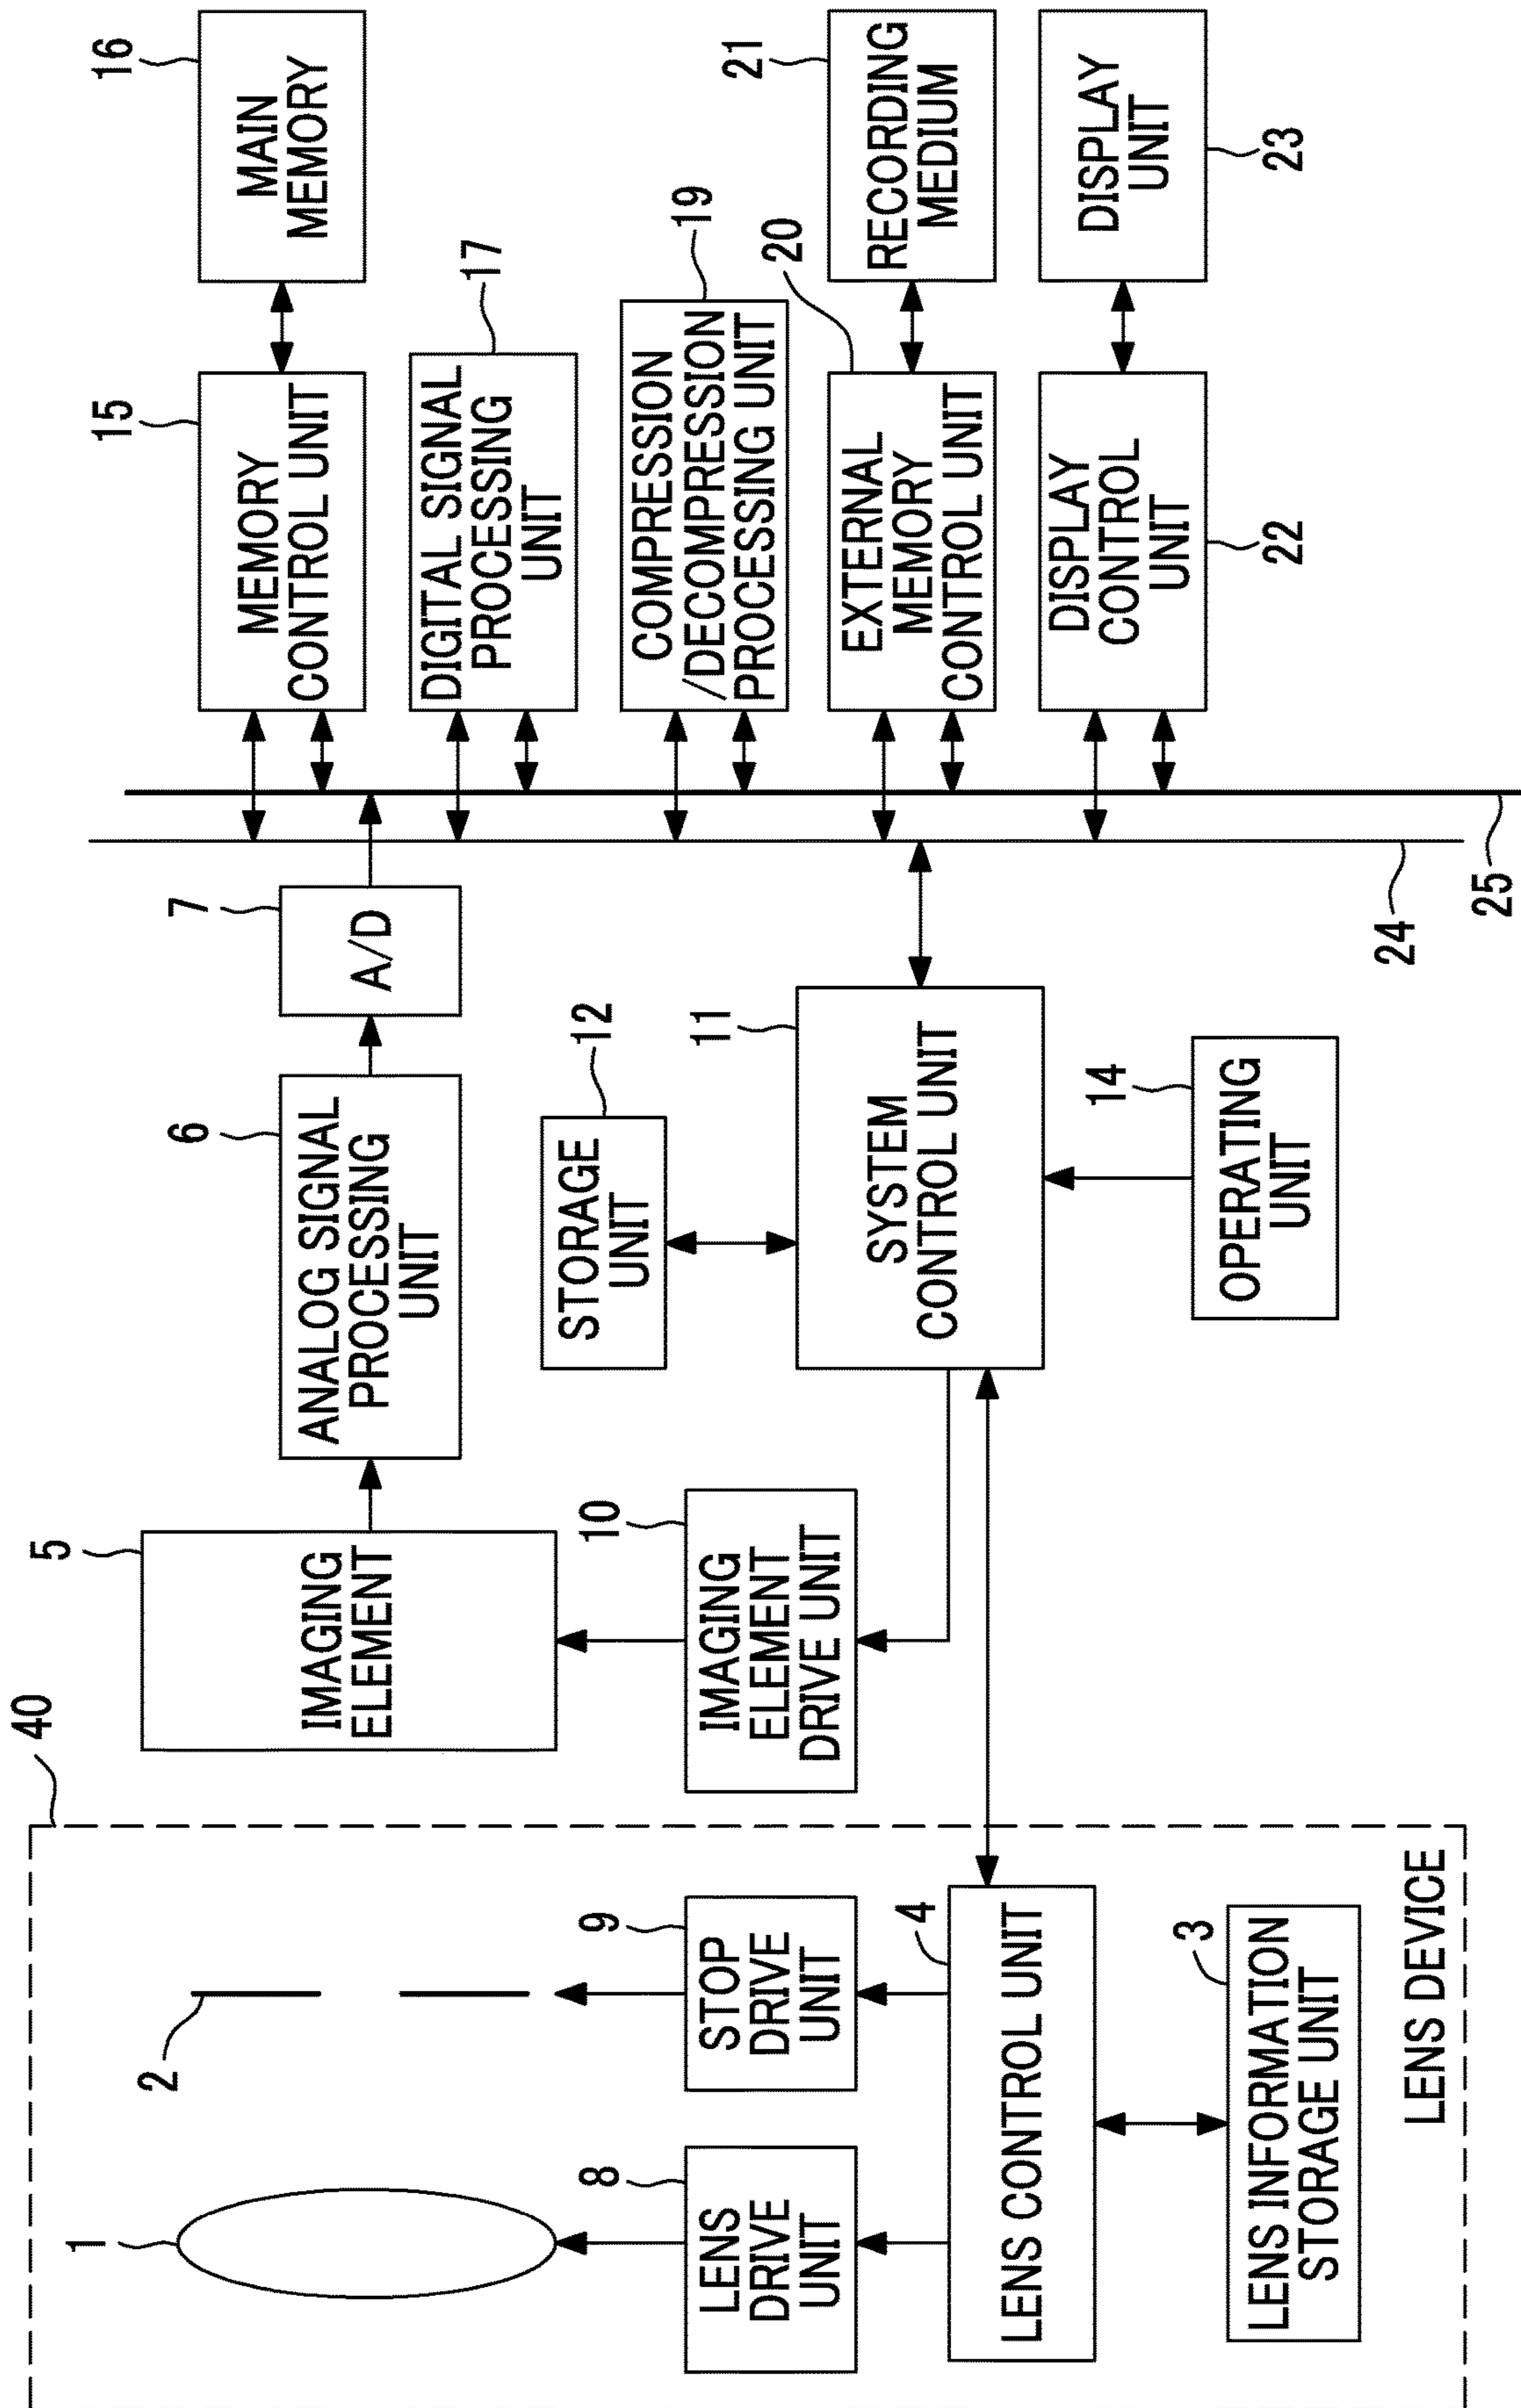 40
1
2
8
LENS
DRIVE
UNIT
9
STOP
DRIVE
UNIT
4
LENS CONTROL UNIT
3
LENS INFORMATION
STORAGE UNIT
LENS DEVICE
5
IMAGING
ELEMENT
10
IMAGING
ELEMENT
DRIVE UNIT
6
ANALOG SIGNAL
PROCESSING
UNIT
7
A/D
12
STORAGE
UNIT
11
SYSTEM
CONTROL UNIT
14
OPERATING
UNIT
24
25
15
MEMORY
CONTROL UNIT
16
MAIN
MEMORY
17
DIGITAL SIGNAL
PROCESSING
UNIT
19
COMPRESSION
/DECOMPRESSION
PROCESSING UNIT
20
EXTERNAL
MEMORY
CONTROL UNIT
21
RECORDING
MEDIUM
DISPLAY
CONTROL
UNIT
22
DISPLAY
UNIT
23